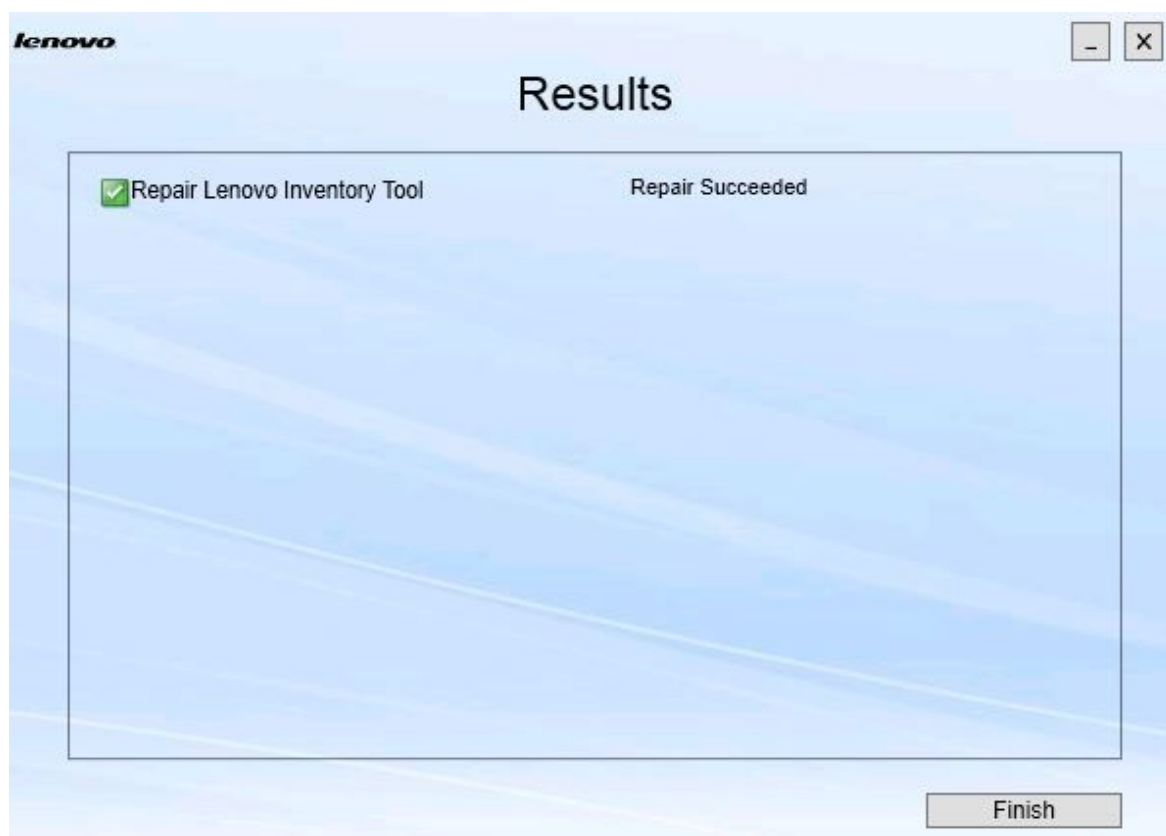 lenovo
Results
Repair Lenovo Inventory Tool Repair Succeeded
Finish